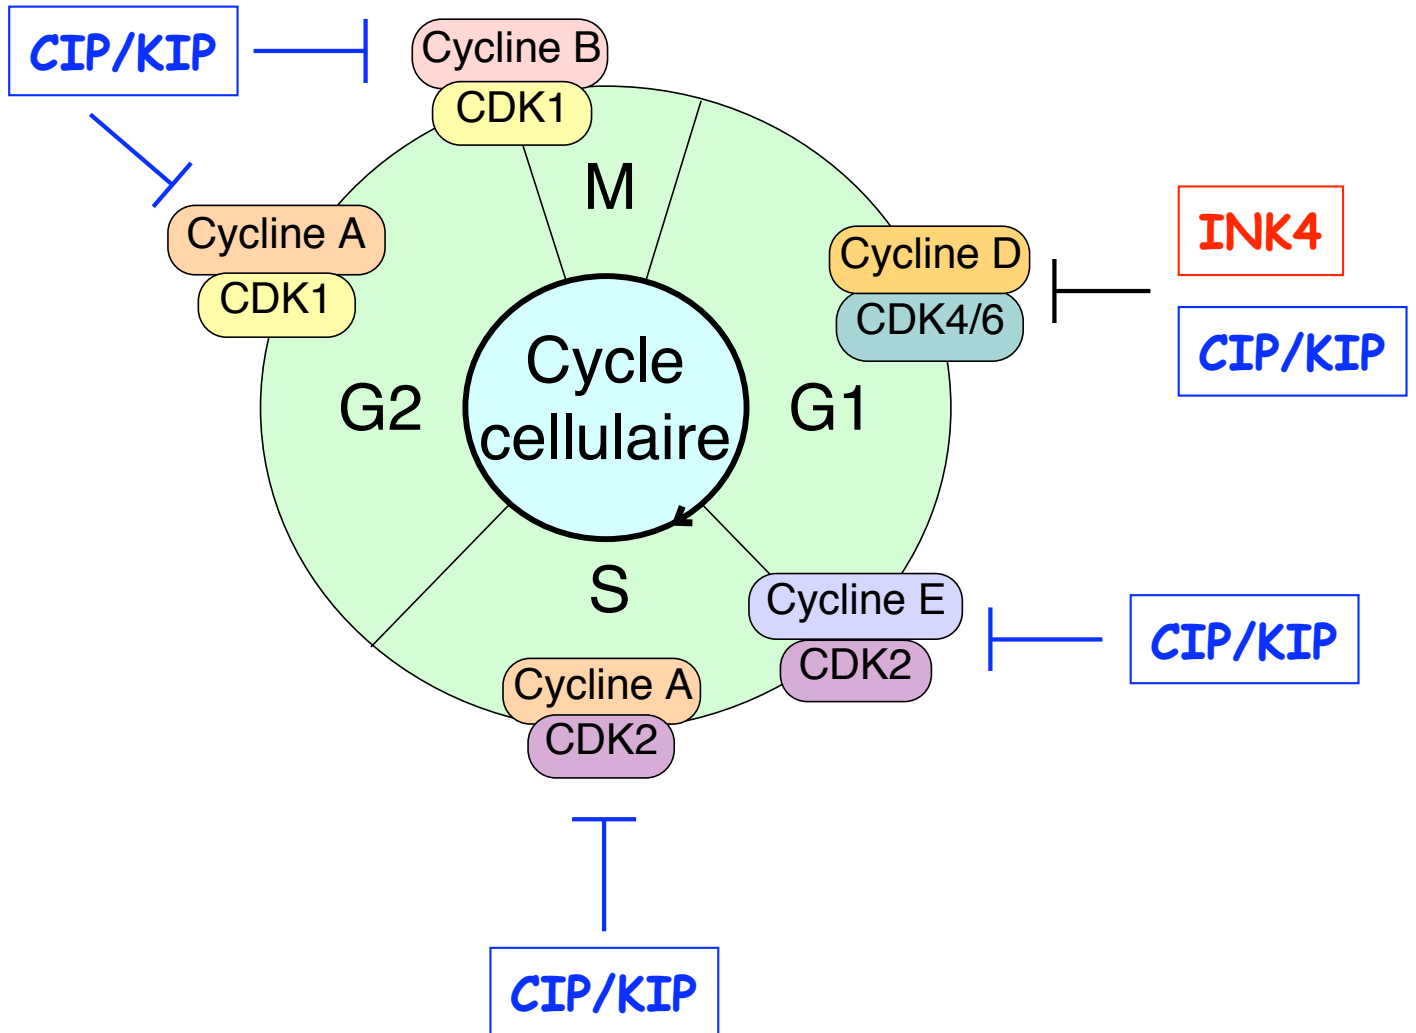 CIP/KIP
Cycline B
CDK1
M
Cycline A
CDK1
INK4
Cycline D
CDK4/6
CIP/KIP
Cycle
cellulaire
G2
G1
S
Cycline E
CDK2
CIP/KIP
Cycline A
CDK2
CIP/KIP